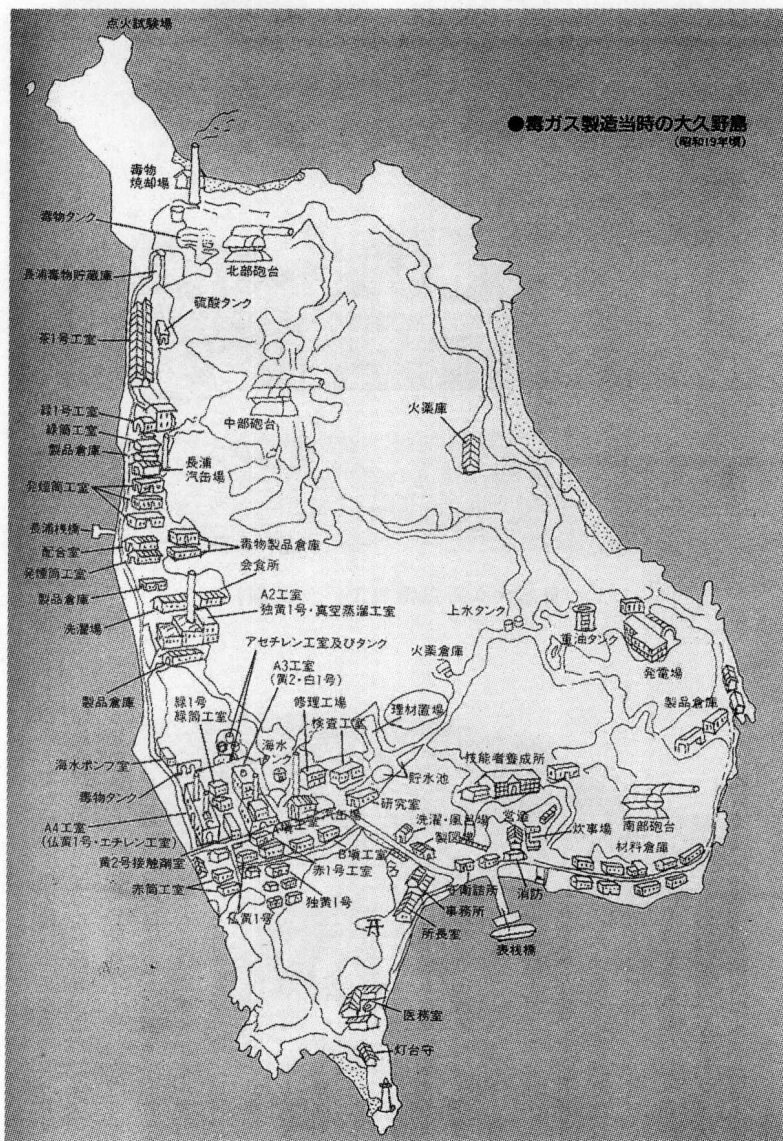 点火試験場
●毒ガス製造当時の大久野島
(昭和19年頃)
毒物
焼却場
毒物タンク
北部砲台
長浦毒物貯蔵庫
硫酸タンク
茶1号工室
中部砲台
火薬庫
緑1号工室
緑筒工室
製品倉庫
長浦
汽缶場
発煙筒工室
長浦桟橋
配合室
毒物製品倉庫
発煙筒工室
会食所
製品倉庫
A2工室
独黄1号・真空蒸溜工室
洗濯場
上水タンク
重油タンク
発電場
アセチレン工室及びタンク
火薬倉庫
A3工室
(黄2・白1号)
製品倉庫
緑1号
緑筒工室
修理工場
検査工室
理材置場
製品倉庫
海水ポンプ室
海水
タンク
貯水池
技能者養成所
毒物タンク
研究室
汽缶場
洗濯・風呂場
製図場
営造
炊事場
南部砲台
材料倉庫
A4工室
(仏黄1号・エチレン工室)
A項工室
B項工室
黄2号接触剤室
赤1号工室
赤筒工室
仏黄1号
独黄1号
守衛詰所
消防
事務所
所長室
表桟橋
医務室
灯台守